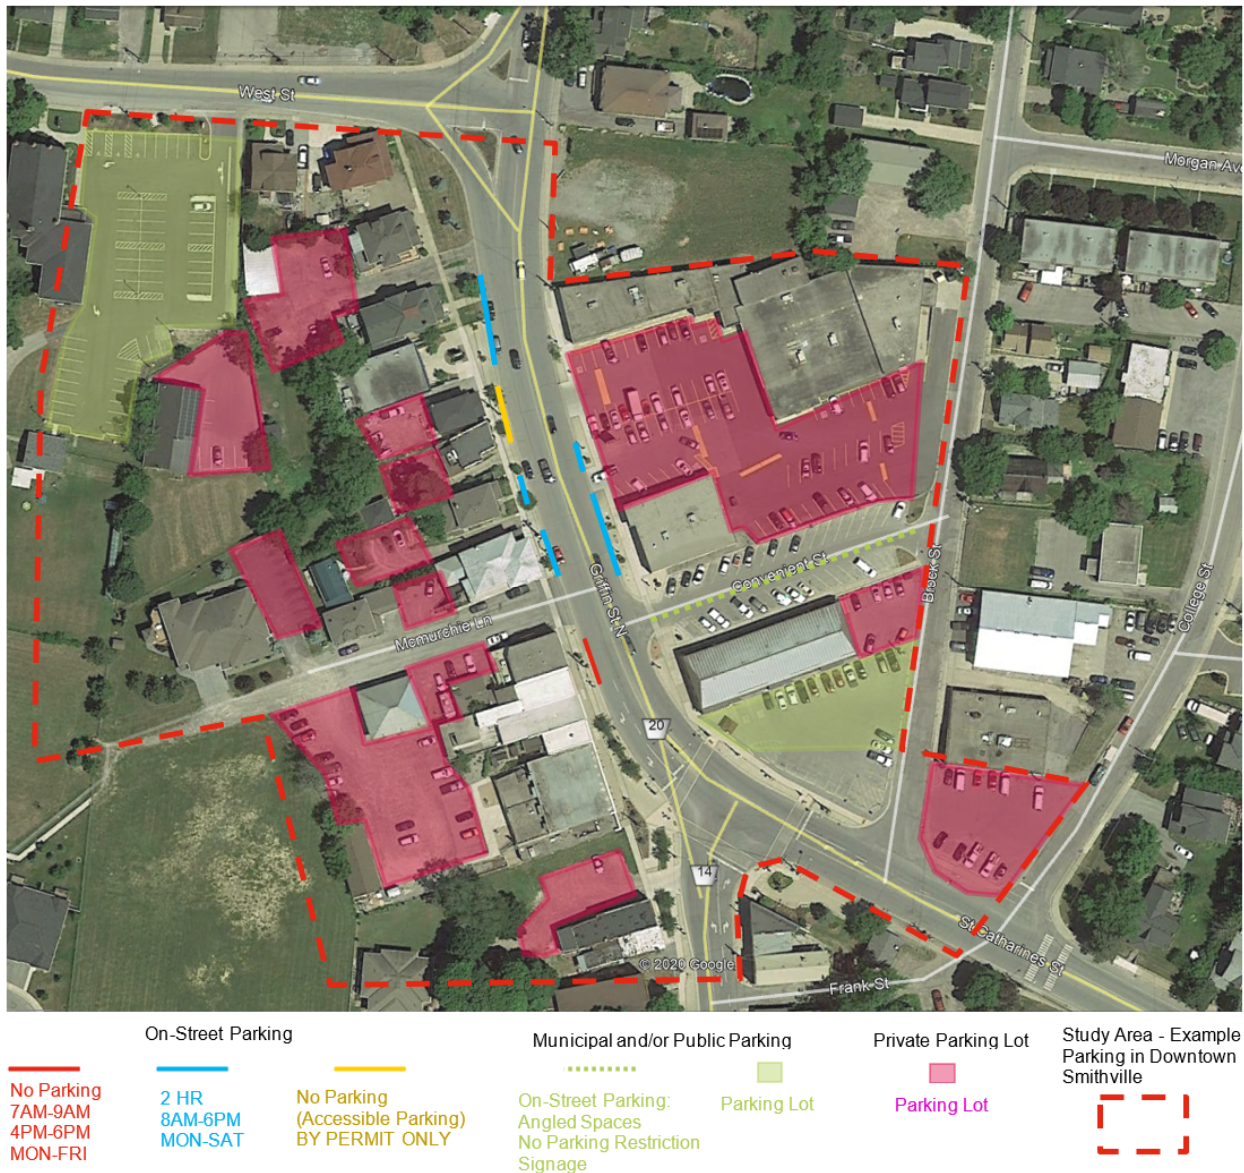 West St
Morgan Ave
Griffin St N
Convenient St
Brock St
College St
Mcmurchie Ln
20
14
St Catharines St
© 2020 Google
Frank St
On-Street Parking
No Parking
7AM-9AM
4PM-6PM
MON-FRI
2 HR
8AM-6PM
MON-SAT
No Parking
(Accessible Parking)
BY PERMIT ONLY
Municipal and/or Public Parking
On-Street Parking:
Angled Spaces
No Parking Restriction
Signage
Parking Lot
Private Parking Lot
Parking Lot
Study Area - Example
Parking in Downtown
Smithville